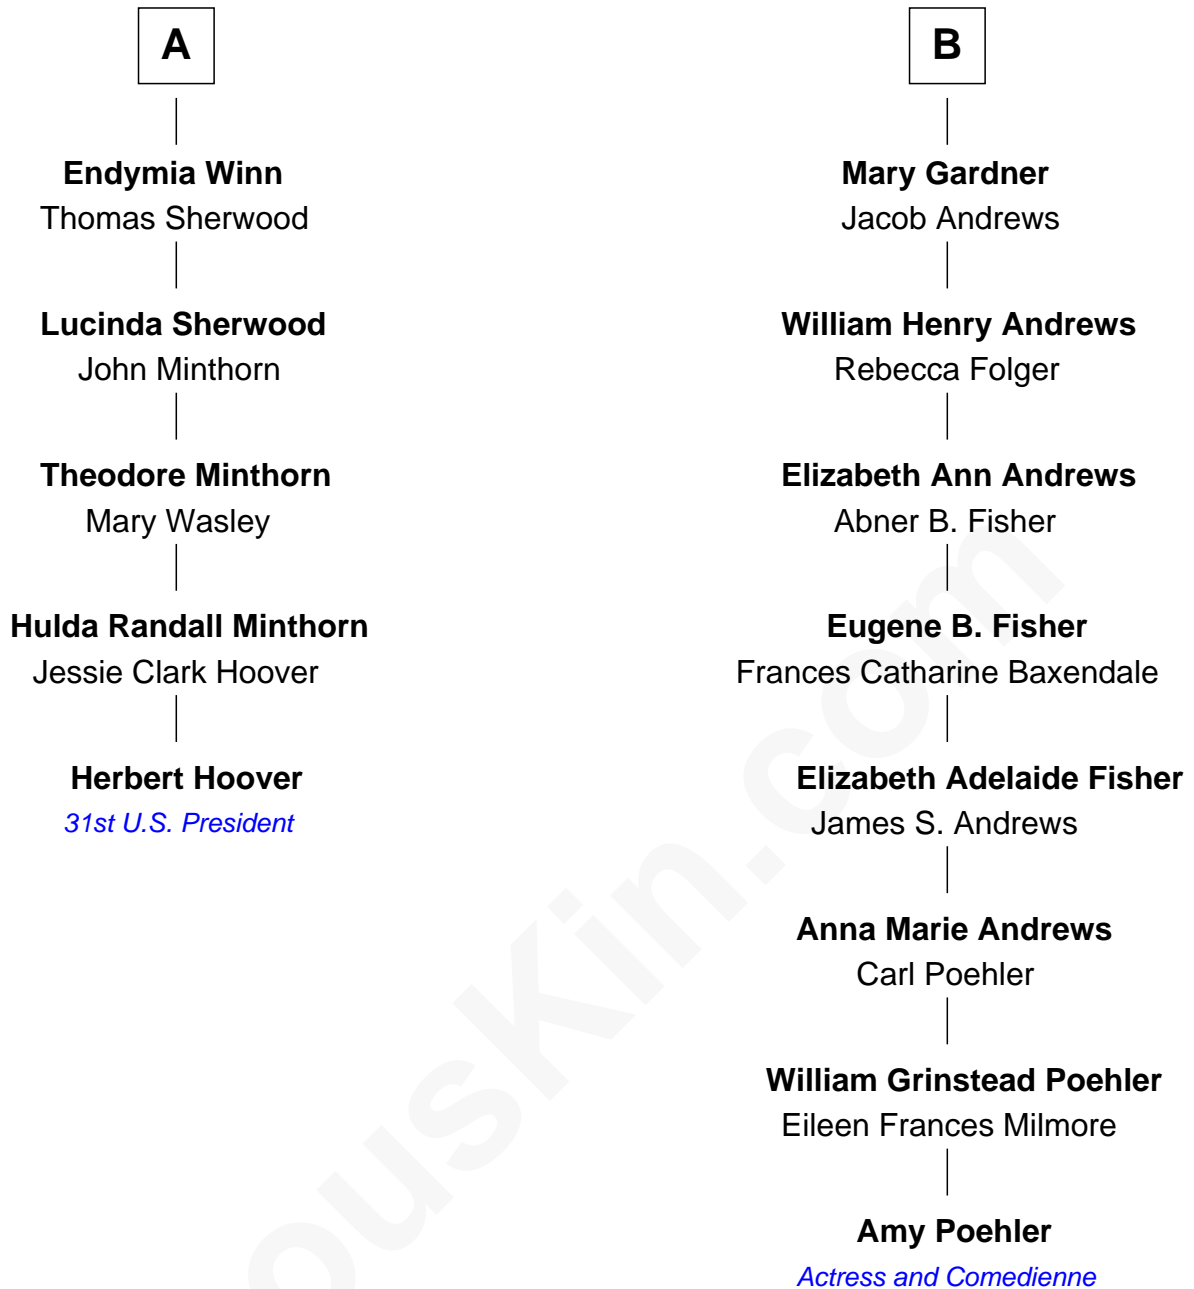 A
Endymia Winn
Thomas Sherwood
Lucinda Sherwood
John Minthorn
Theodore Minthorn
Mary Wasley
Hulda Randall Minthorn
Jessie Clark Hoover
Herbert Hoover
31st U.S. President
B
Mary Gardner
Jacob Andrews
William Henry Andrews
Rebecca Folger
Elizabeth Ann Andrews
Abner B. Fisher
Eugene B. Fisher
Frances Catharine Baxendale
Elizabeth Adelaide Fisher
James S. Andrews
Anna Marie Andrews
Carl Poehler
William Grinstead Poehler
Eileen Frances Milmore
Amy Poehler
Actress and Comedienne
ousKin.com